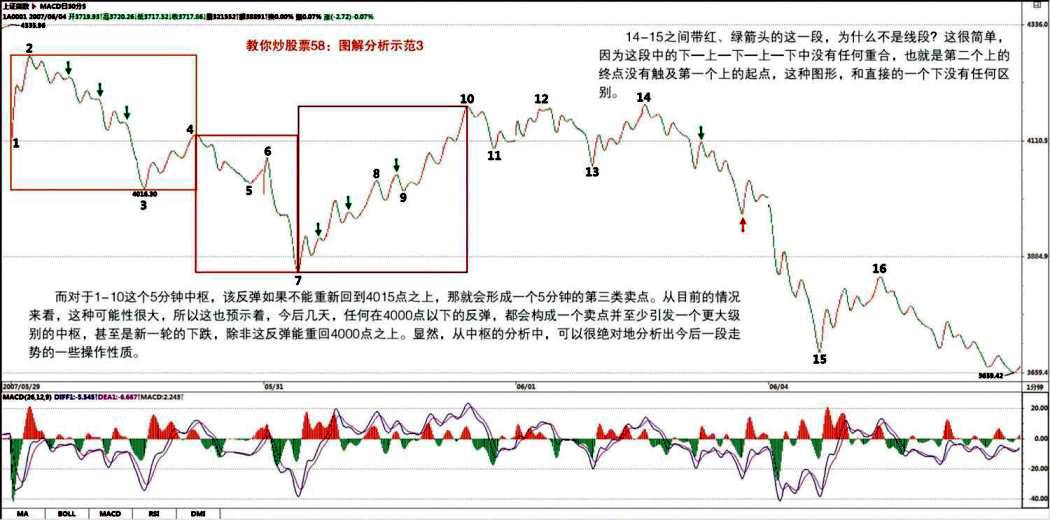 上证指数 ▶ MACD日30分5
1A0001 2007/06/04 开3719.93↑高3720.26↓低3717.32↓收3717.66↓量321552↑额38891↑换0.00% 振0.07% 涨(-2.72)-0.07%
4335.96
4336.0
教你炒股票58：图解分析示范3
14-15之间带红、绿箭头的这一段，为什么不是线段？这很简单，
因为这段中的下—上—下—上—下中没有任何重合，也就是第二个上的
终点没有触及第一个上的起点，这种图形，和直接的一个下没有任何区
别。
2
10
12
14
4
1
4110.5
6
11
8
13
5
9
4016.30
3
3884.9
7
16
而对于1-10这个5分钟中枢，该反弹如果不能重新回到4015点之上，那就会形成一个5分钟的第三类卖点。从目前的情况
来看，这种可能性很大，所以这也预示着，今后几天，任何在4000点以下的反弹，都会构成一个卖点并至少引发一个更大级
别的中枢，甚至是新一轮的下跌，除非这反弹能重回4000点之上。显然，从中枢的分析中，可以很绝对地分析出今后一段走
势的一些操作性质。
15
3659.42
3659.4
2007/05/29 05/31 06/01 06/04 1分钟
MACD(26,12,9) DIFF1:-5.545↑DEA1:-6.667↑MACD:2.243↑
20.00
0.00
-20.00
-40.00
MA BOLL MACD RSI DMI